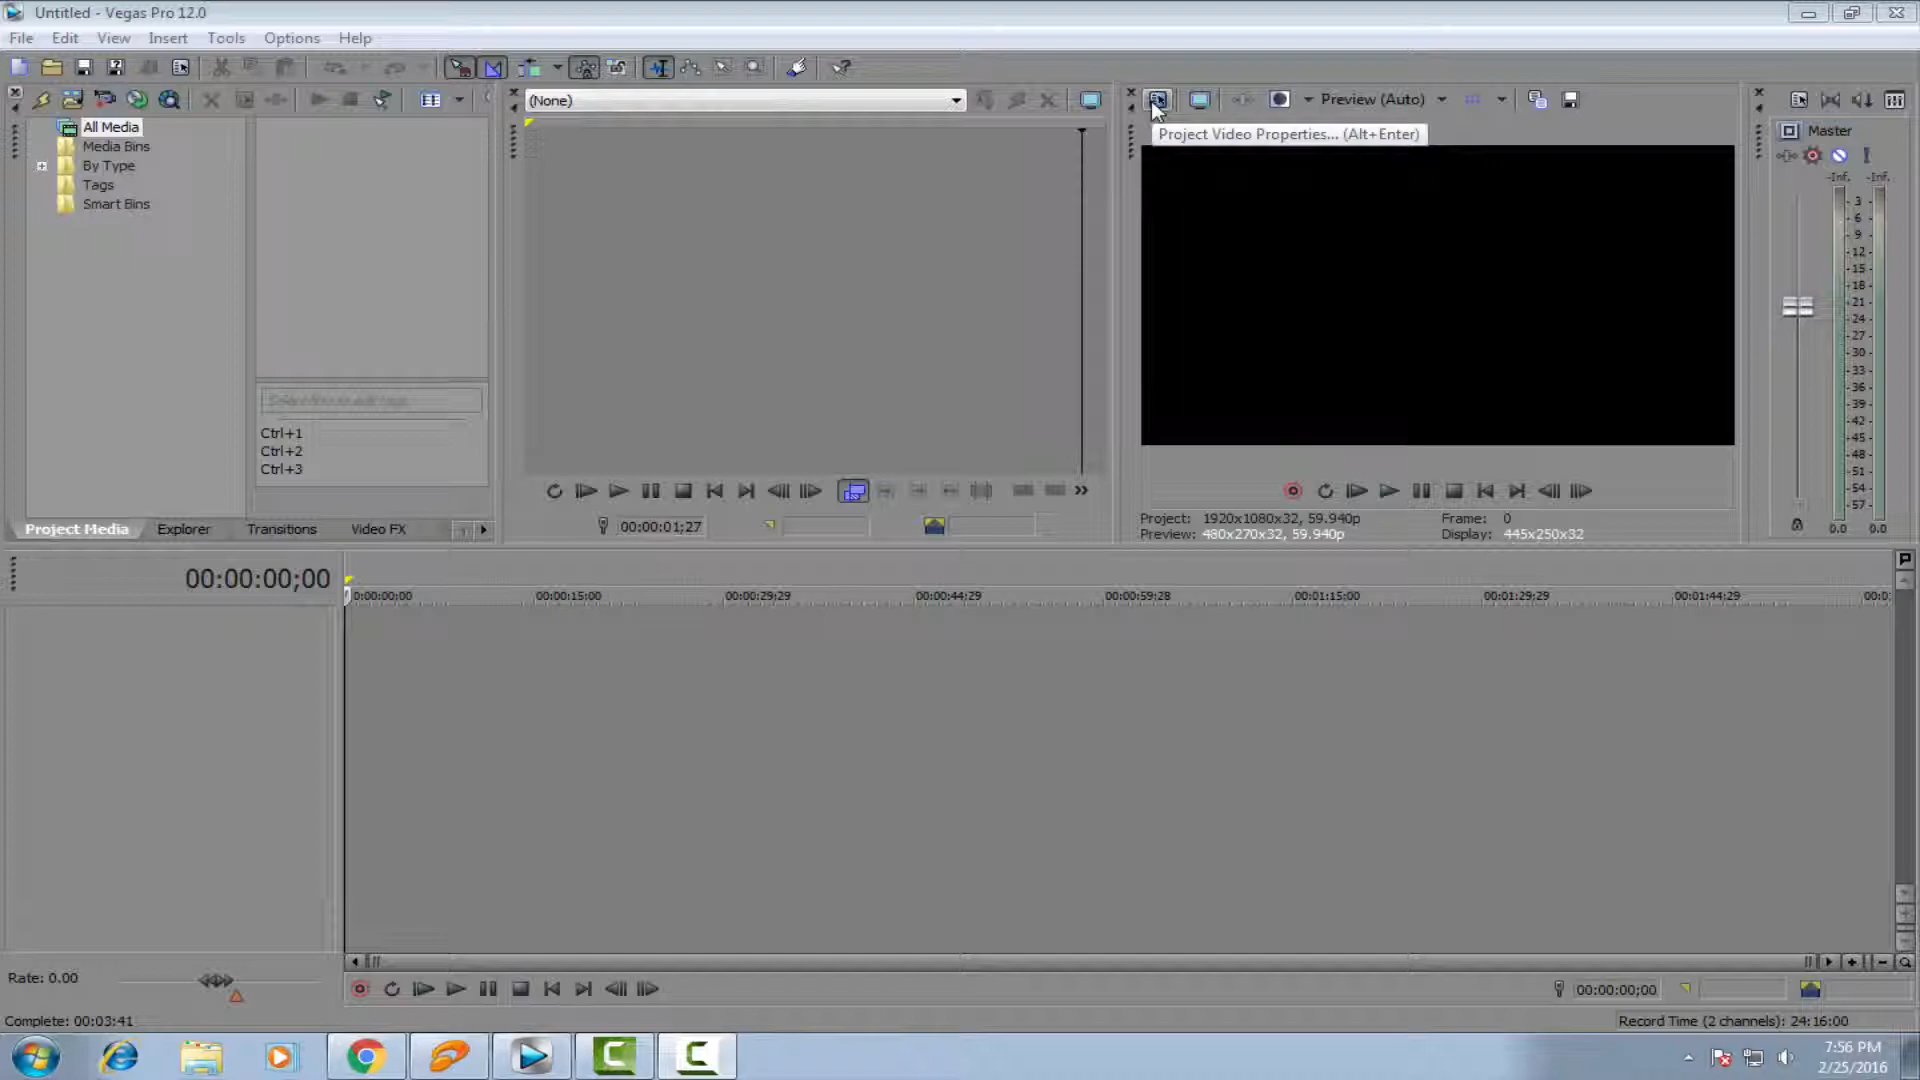 Untitled - Vegas Pro 12.0
File Edit View Insert Tools Options Help
(None)
Preview (Auto)
Project Video Properties... (Alt+Enter)
All Media
Media Bins
By Type
Tags
Smart Bins
Ctrl+1
Ctrl+2
Ctrl+3
Master
-Inf. -Inf.
3
6
9
12
15
18
21
24
27
30
33
36
39
42
45
48
51
54
57
0.0 0.0
Project Media Explorer Transitions Video FX
00:00:01;27
Project: 1920x1080x32, 59.940p Frame: 0
Preview: 480x270x32, 59.940p Display: 445x250x32
00:00:00;00
0:00:00;00 00:00:15;00 00:00:29;29 00:00:44;29 00:00:59;28 00:01:15;00 00:01:29;29 00:01:44;29 00:0
Rate: 0.00
00:00:00;00
Complete: 00:03:41
Record Time (2 channels): 24:16:00
7:56 PM
2/25/2016